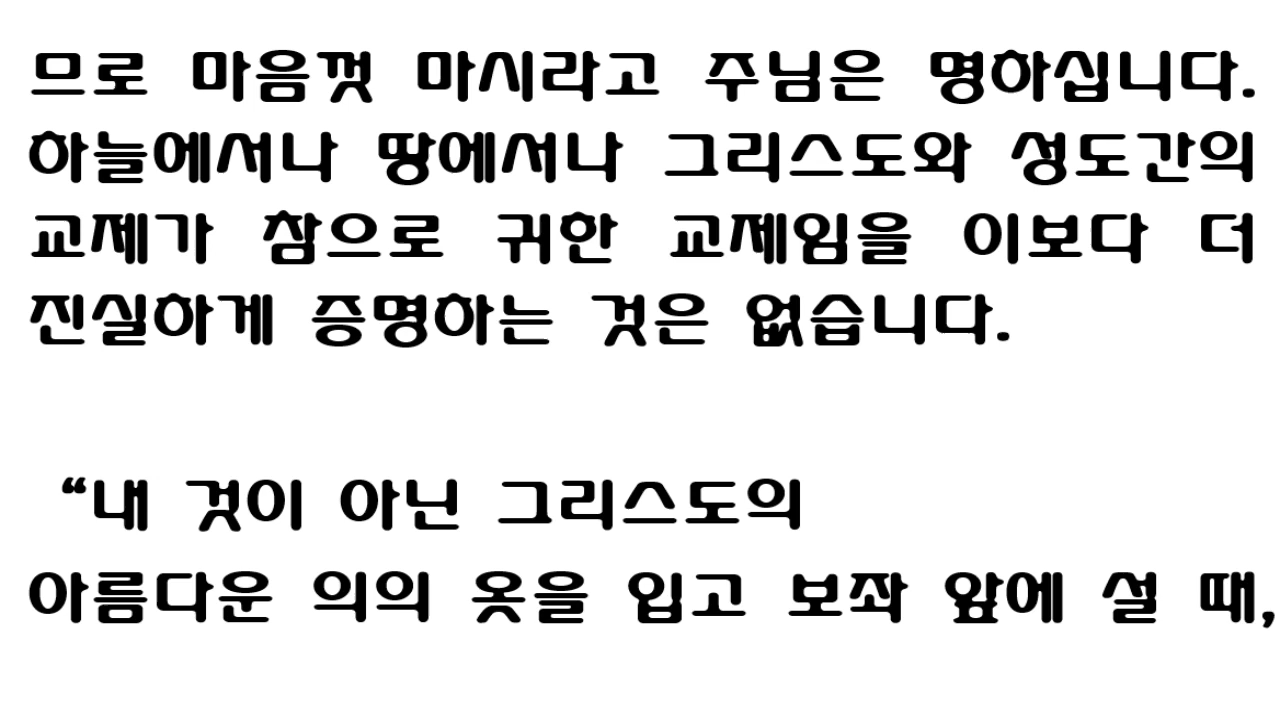 므로 마음껏 마시라고 주님은 명하십니다.
하늘에서나 땅에서나 그리스도와 성도간의
교제가 참으로 귀한 교제임을 이보다 더
진실하게 증명하는 것은 없습니다.
“내 것이 아닌 그리스도의
아름다운 의의 옷을 입고 보좌 앞에 설 때,